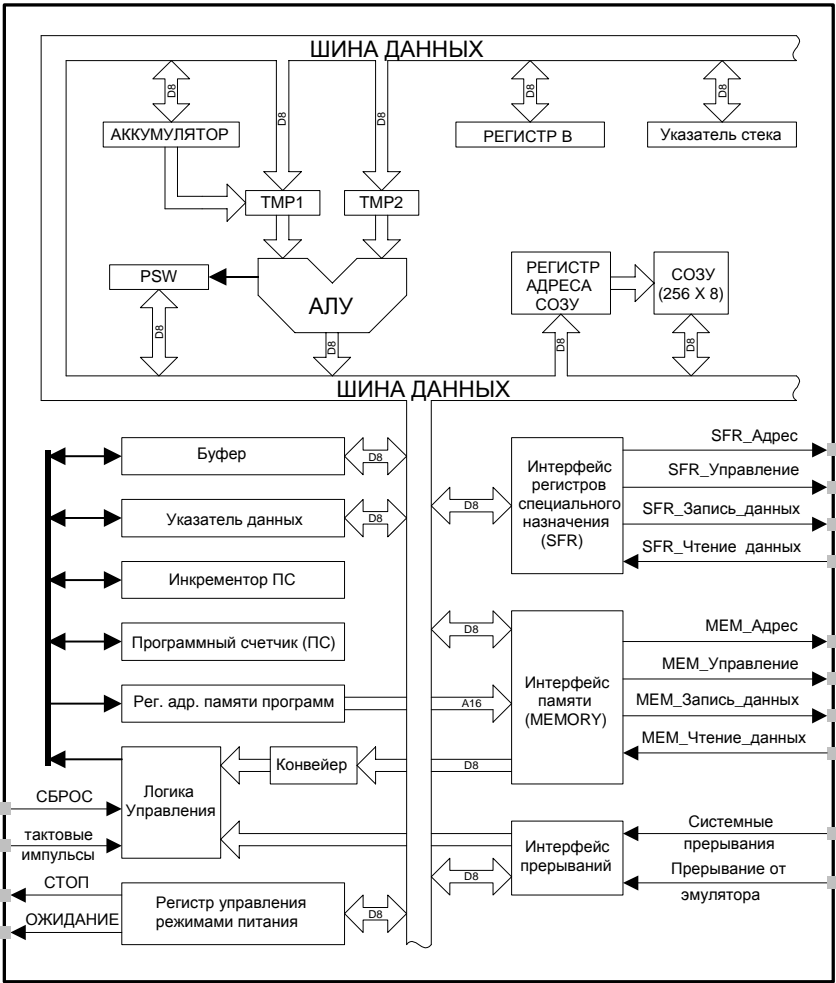 ШИНА ДАННЫХ
D8
D8
D8
D8
D8
АККУМУЛЯТОР
РЕГИСТР В
Указатель стека
TMP1
TMP2
PSW
АЛУ
РЕГИСТР
АДРЕСА
СОЗУ
СОЗУ
(256 X 8)
D8
D8
D8
D8
ШИНА ДАННЫХ
Буфер
D8
Указатель данных
D8
Инкрементор ПС
Программный счетчик (ПС)
Рег. адр. памяти программ
A16
Конвейер
D8
Логика
Управления
СБРОС
тактовые
импульсы
СТОП
ОЖИДАНИЕ
Регистр управления
режимами питания
D8
D8
Интерфейс
регистров
специального
назначения
(SFR)
SFR_Адрес
SFR_Управление
SFR_Запись_данных
SFR_Чтение данных
D8
Интерфейс
памяти
(MEMORY)
MEM_Адрес
MEM_Управление
MEM_Запись_данных
MEM_Чтение_данных
D8
Интерфейс
прерываний
Системные
прерывания
Прерывание от
эмулятора